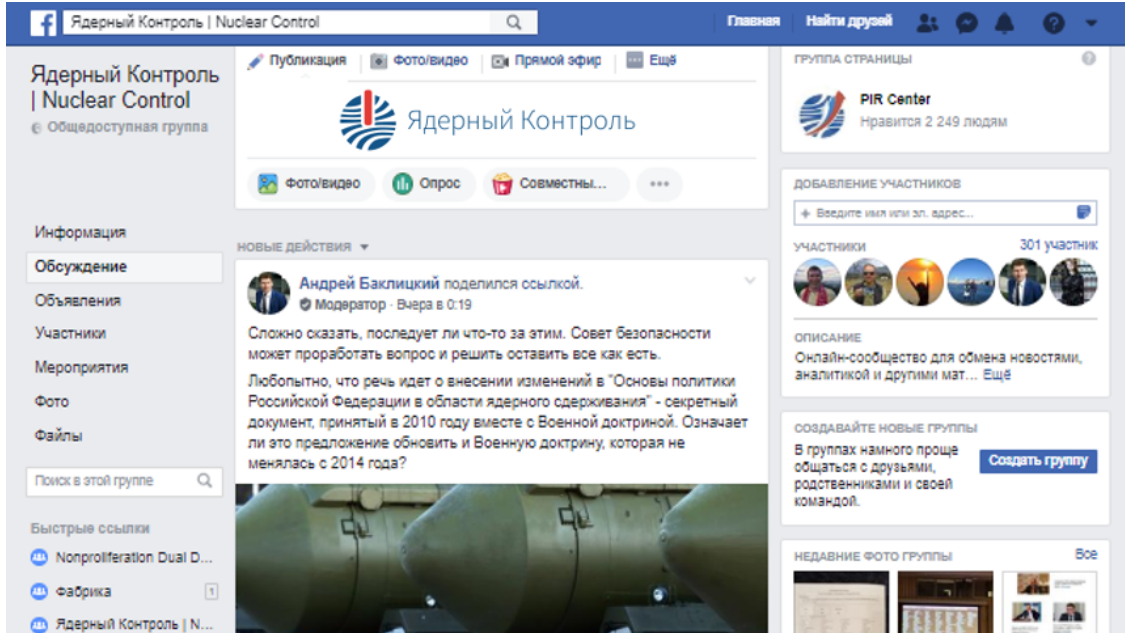 Ядерный Контроль | Nuclear Control
Главная
Найти друзей
Ядерный Контроль
| Nuclear Control
Общедоступная группа
Информация
Обсуждение
Объявления
Участники
Мероприятия
Фото
Файлы
Поиск в этой группе
Быстрые ссылки
Nonproliferation Dual D...
Фабрика
1
Ядерный Контроль | N...
Публикация
Фото/видео
Прямой эфир
Ещё
Ядерный Контроль
Фото/видео
Опрос
Совместны...
НОВЫЕ ДЕЙСТВИЯ
Андрей Баклицкий поделился ссылкой.
Модератор · Вчера в 0:19
Сложно сказать, последует ли что-то за этим. Совет безопасности
может проработать вопрос и решить оставить все как есть.
Любопытно, что речь идет о внесении изменений в "Основы политики
Российской Федерации в области ядерного сдерживания" - секретный
документ, принятый в 2010 году вместе с Военной доктриной. Означает
ли это предложение обновить и Военную доктрину, которая не
менялась с 2014 года?
ГРУППА СТРАНИЦЫ
PIR Center
Нравится 2 249 людям
ДОБАВЛЕНИЕ УЧАСТНИКОВ
+ Введите имя или эл. адрес...
УЧАСТНИКИ
301 участник
ОПИСАНИЕ
Онлайн-сообщество для обмена новостями,
аналитикой и другими мат... Ещё
СОЗДАВАЙТЕ НОВЫЕ ГРУППЫ
В группах намного проще
общаться с друзьями,
родственниками и своей
командой.
Создать группу
НЕДАВНИЕ ФОТО ГРУППЫ
Все